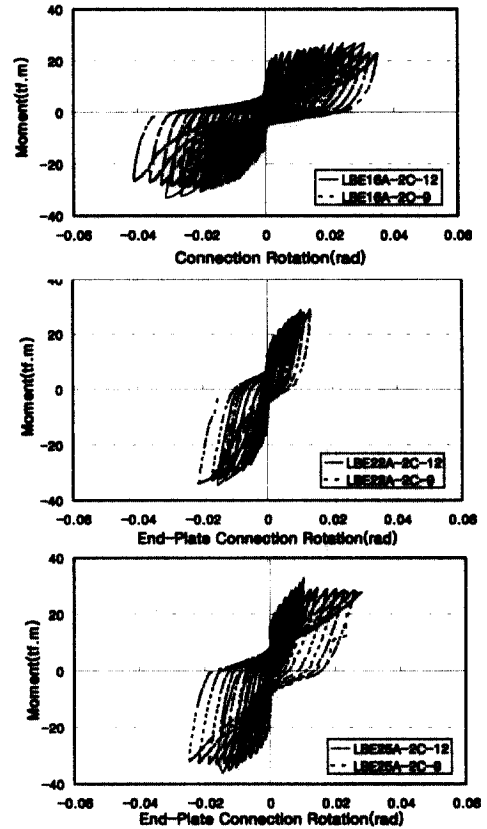 40
20
0
-20
-40
Moment(tf.m)
LBE16A-2C-12
LBE16A-2C-9
-0.06 -0.04 -0.02 0 0.02 0.04 0.06
Connection Rotation(rad)
40
20
0
-20
-40
Moment(tf.m)
LBE22A-2C-12
LBE22A-2C-9
-0.06 -0.04 -0.02 0 0.02 0.04 0.06
End-Plate Connection Rotation(rad)
40
20
0
-20
-40
Moment(tf.m)
LBE25A-2C-12
LBE25A-2C-9
-0.06 -0.04 -0.02 0 0.02 0.04 0.06
End-Plate Connection Rotation(rad)